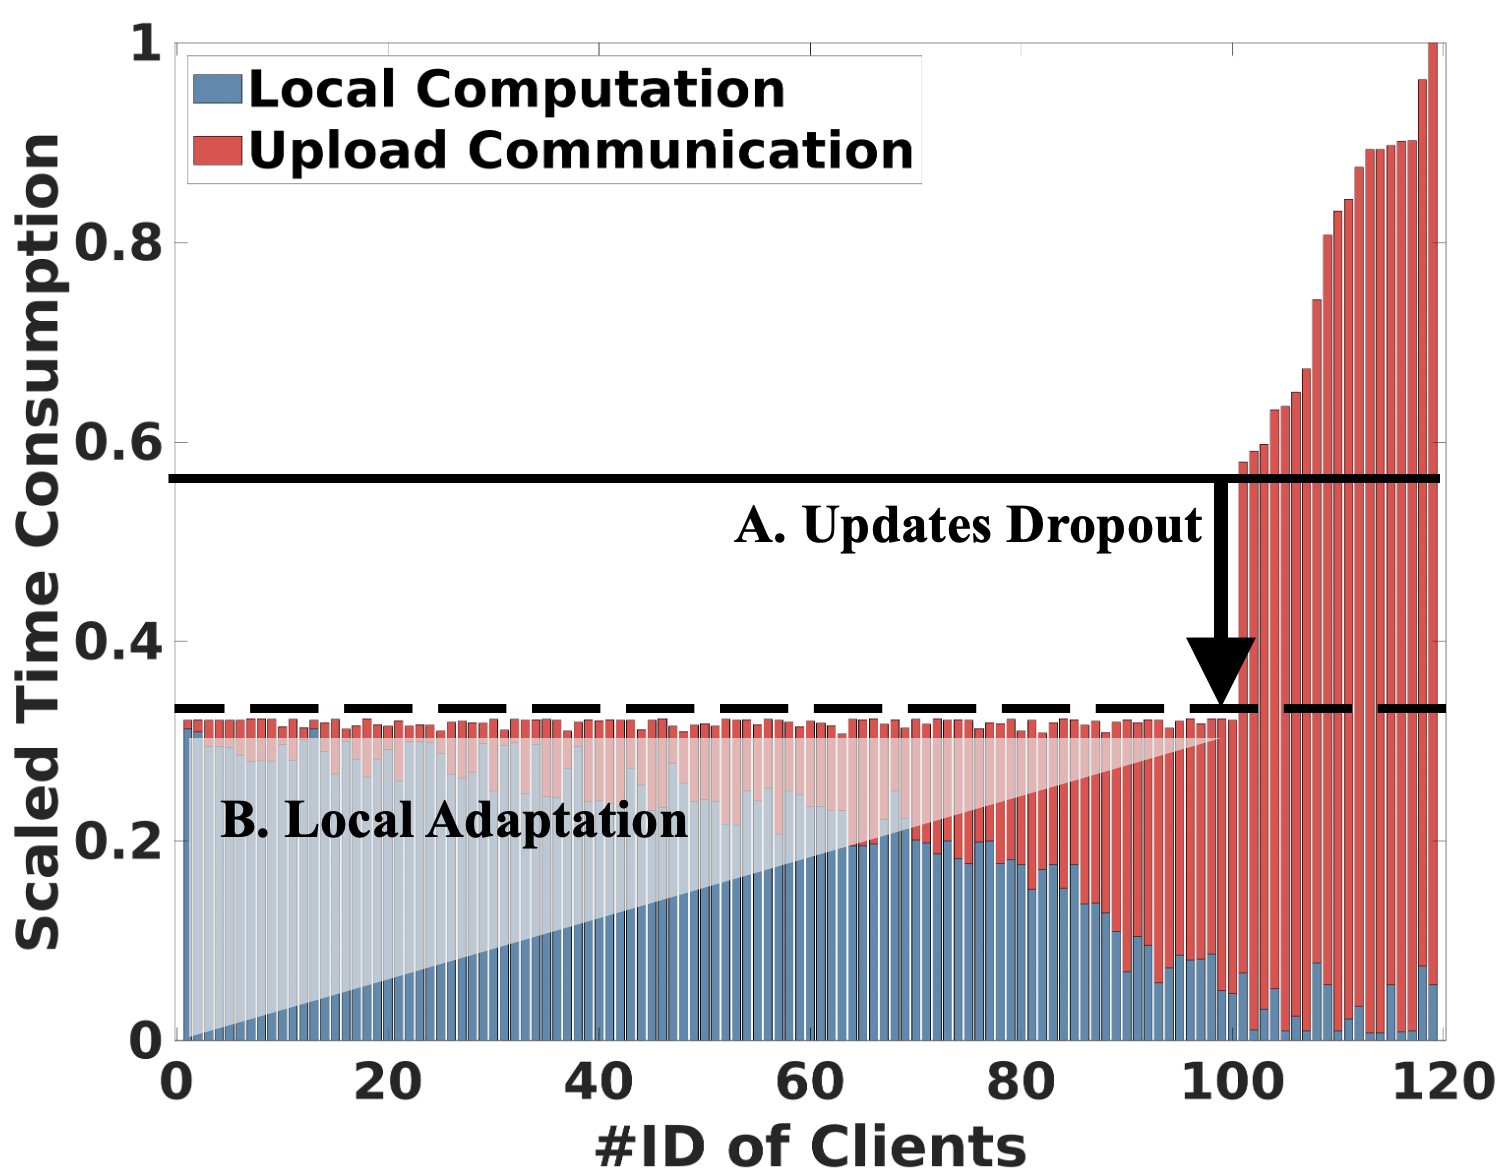 Scaled Time Consumption
1
0.8
0.6
0.4
0.2
0
Local Computation
Upload Communication
A. Updates Dropout
B. Local Adaptation
0 20 40 60 80 100 120
#ID of Clients